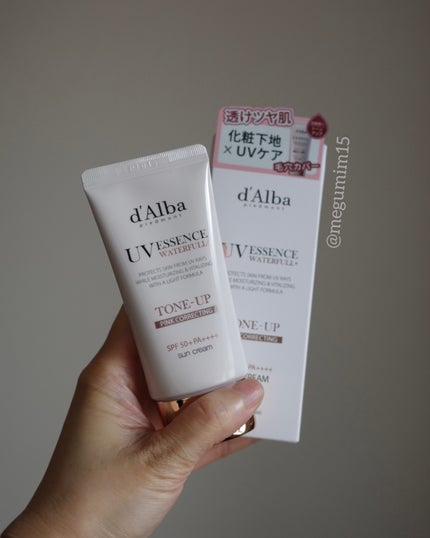 d'Alba
piedmont
UV ESSENCE
WATERFULL+
PROTECTS SKIN FROM UV RAYS
WHILE MOISTURIZING & VITALIZING
WITH A LIGHT FORMULA
TONE-UP
PINK CORRECTING
SPF 50+ PA++++
sun cream
透けツヤ肌
化粧下地
×UVケア
毛穴カバー
d'Alba
piedmont
UV ESSENCE
WATERFULL+
PROTECTS SKIN FROM UV RAYS
MOISTURIZING & VITALIZING
WITH A LIGHT FORMULA
TONE-UP
CORRECTING
PA++++
@megumim15